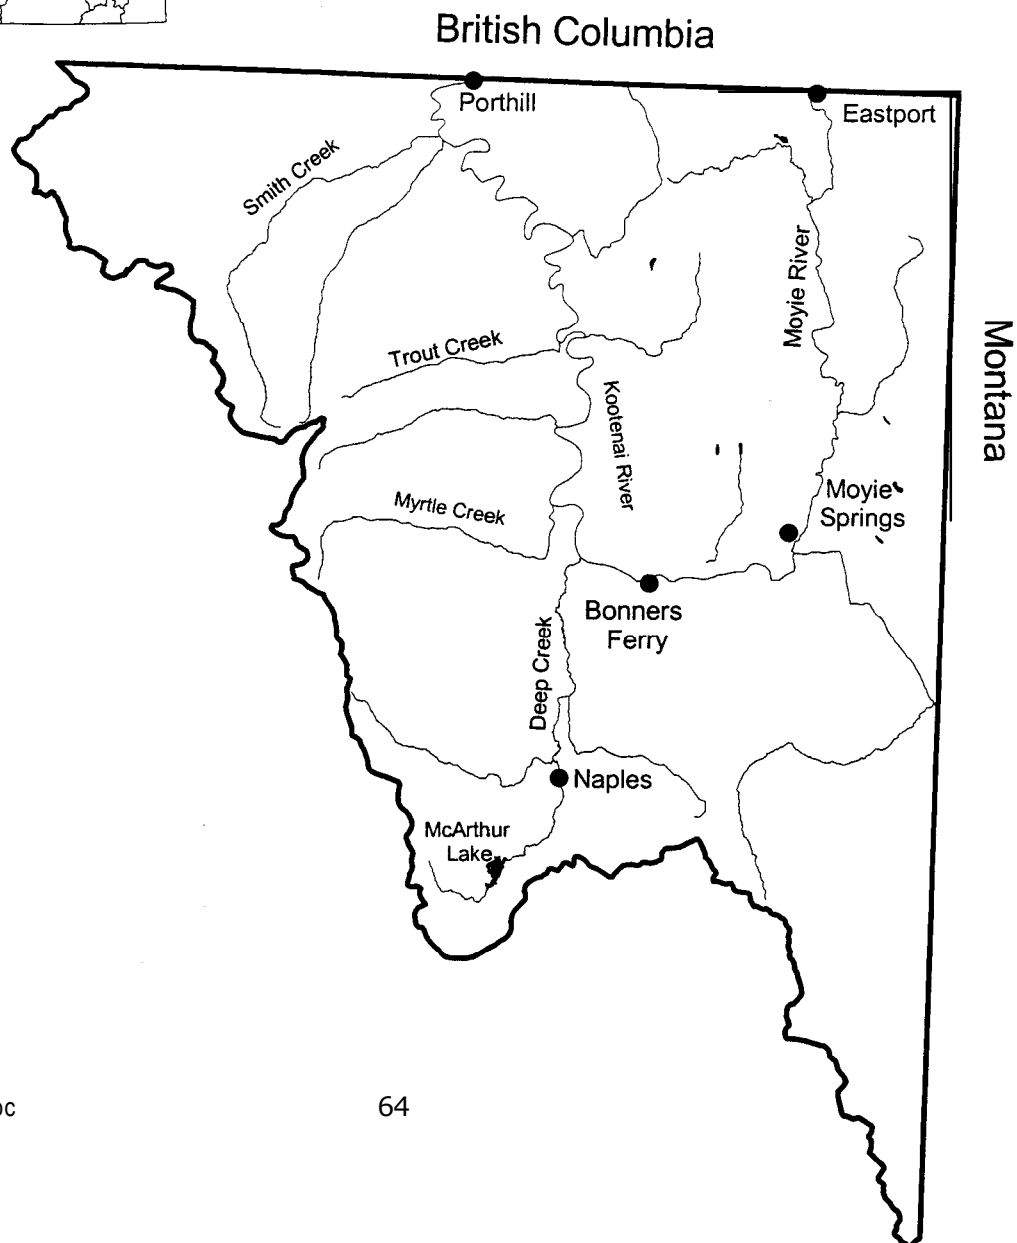 British Columbia
Porthill
Eastport
Smith Creek
Moyie River
Montana
Trout Creek
Kootenai River
Myrtle Creek
Moyie
Springs
Bonners
Ferry
Deep Creek
Naples
McArthur
Lake
64